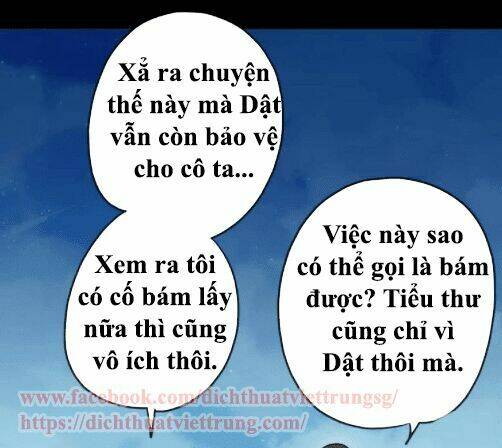 Xẳ ra chuyện
thế này mà Dật
vẫn còn bảo vệ
cho cô ta...
Xem ra tôi
có cố bám lấy
nữa thì cũng
vô ích thôi.
Việc này sao
có thể gọi là bám
được? Tiểu thư
cũng chỉ vì
Dật thôi mà.
www.facebook.com/dichthuatviettrungsg/
https://dichthuatviettrung.com/